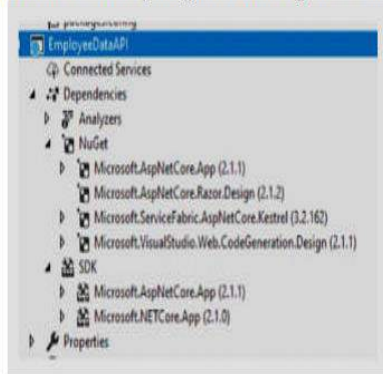 packages.config
EmployeeDataAPI
Connected Services
Dependencies
Analyzers
NuGet
Microsoft.AspNetCore.App (2.1.1)
Microsoft.AspNetCore.Razor.Design (2.1.2)
Microsoft.ServiceFabric.AspNetCore.Kestrel (3.2.162)
Microsoft.VisualStudio.Web.CodeGeneration.Design (2.1.1)
SDK
Microsoft.AspNetCore.App (2.1.1)
Microsoft.NETCore.App (2.1.0)
Properties